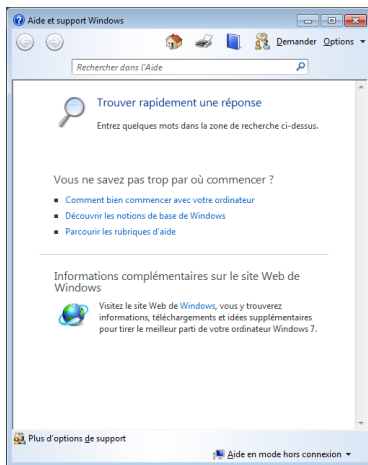 Aide et support Windows
Demander Options
Rechercher dans l'Aide
Trouver rapidement une réponse
Entrez quelques mots dans la zone de recherche ci-dessus.
Vous ne savez pas trop par où commencer ?
Comment bien commencer avec votre ordinateur
Découvrir les notions de base de Windows
Parcourir les rubriques d'aide
Informations complémentaires sur le site Web de
Windows
Visitez le site Web de Windows, vous y trouverez
informations, téléchargements et idées supplémentaires
pour tirer le meilleur parti de votre ordinateur Windows 7.
Plus d'options de support
Aide en mode hors connexion